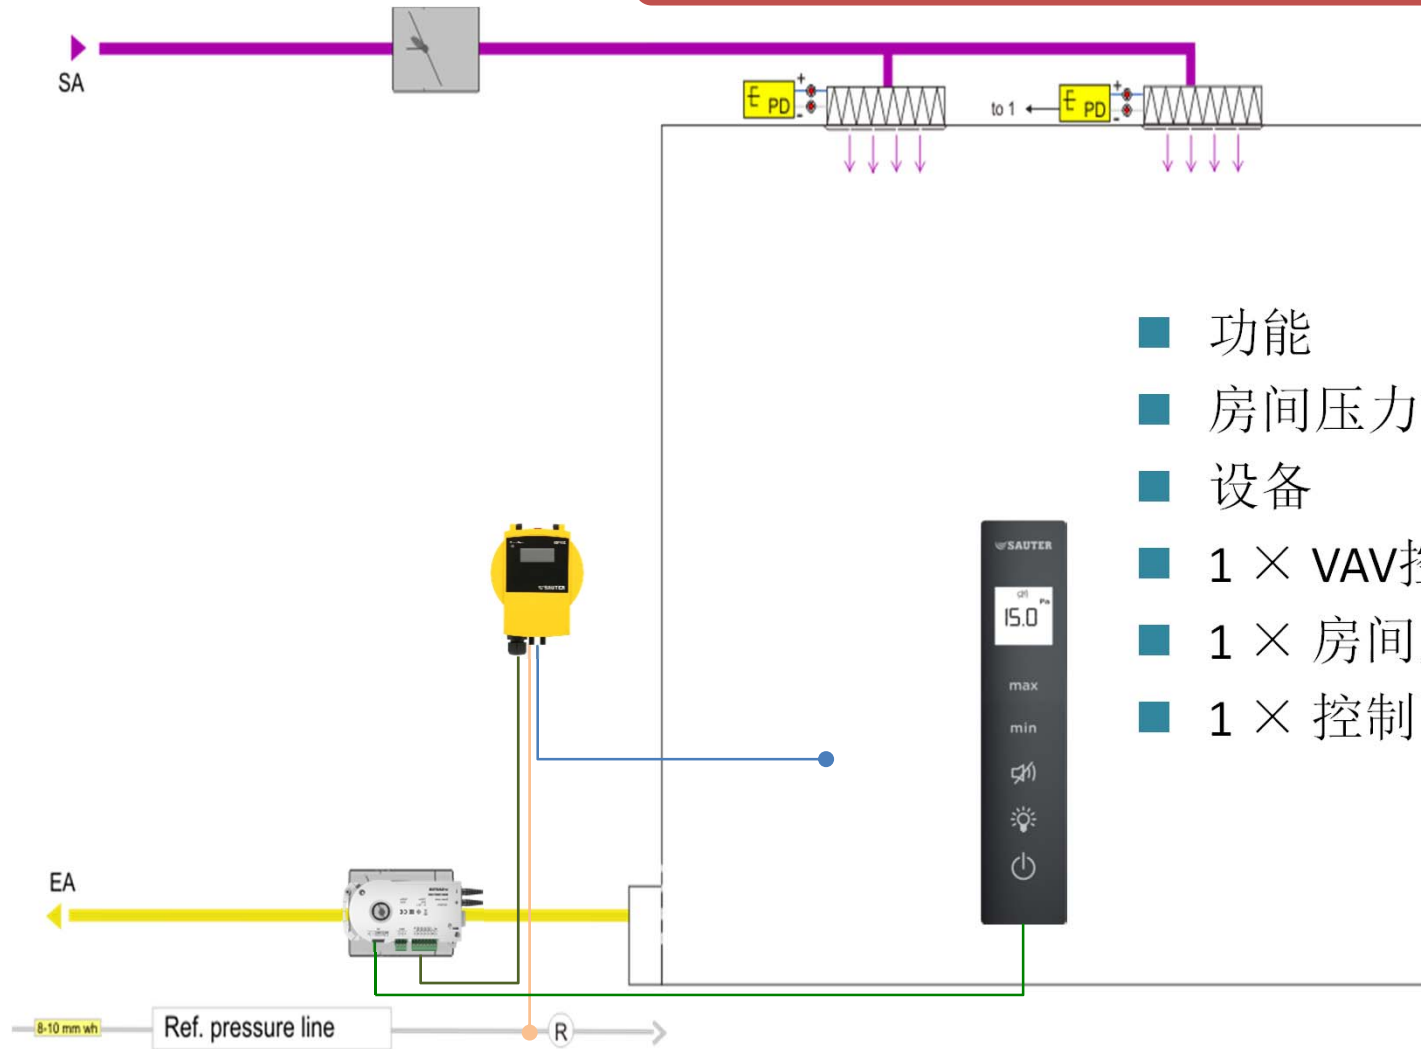 SA
PD
+
-
to 1
PD
+
-
功能
房间压力
设备
1 × VAV
1 × 房间
1 × 控制
SAUTER
Pa
15.0
max
min
SAUTER
EA
8-10 mm wh
Ref. pressure line
R